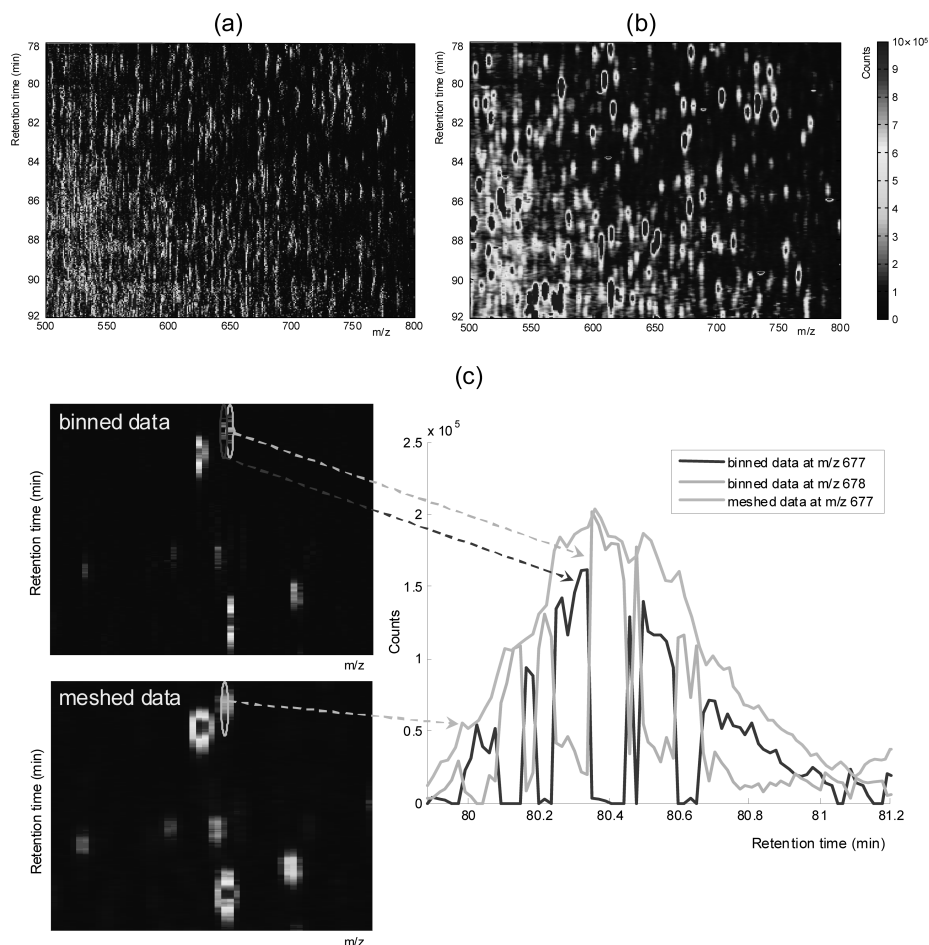 (a)
(b)
Retention time (min)
78
80
82
84
86
88
90
92
500
550
600
650
700
750
800
m/z
Retention time (min)
78
80
82
84
86
88
90
92
500
550
600
650
700
750
800
m/z
Counts
10× 10⁵
9
8
7
6
5
4
3
2
1
0
(c)
binned data
Retention time (min)
m/z
meshed data
Retention time (min)
m/z
x 10⁵
2.5
2
1.5
1
0.5
0
Counts
binned data at m/z 677
binned data at m/z 678
meshed data at m/z 677
80
80.2
80.4
80.6
80.8
81
81.2
Retention time (min)